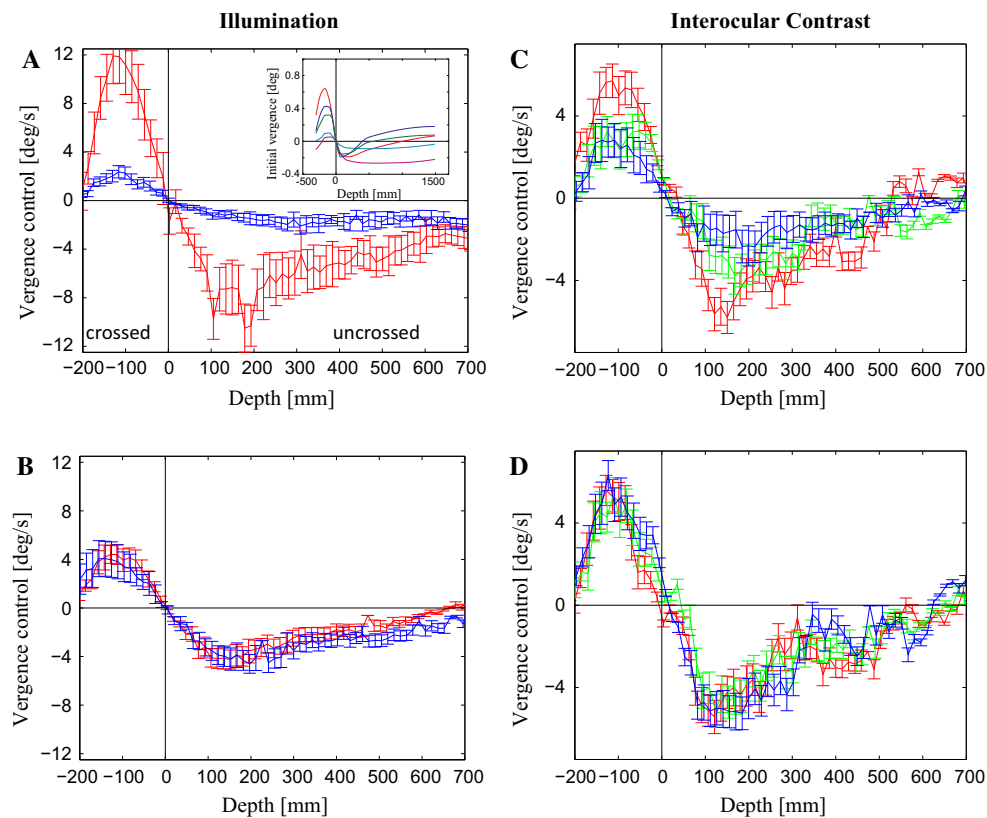 Illumination
Interocular Contrast
A
12
8
4
0
−4
−8
−12
Vergence control [deg/s]
crossed
uncrossed
−200 −100 0 100 200 300 400 500 600 700
Depth [mm]
0.8
0.4
0
-0.4
Initial vergence [deg]
-500 0 500 1500
Depth [mm]
C
4
0
−4
Vergence control [deg/s]
−200 −100 0 100 200 300 400 500 600 700
Depth [mm]
B
12
8
4
0
−4
−8
−12
Vergence control [deg/s]
−200 −100 0 100 200 300 400 500 600 700
Depth [mm]
D
4
0
−4
Vergence control [deg/s]
−200 −100 0 100 200 300 400 500 600 700
Depth [mm]